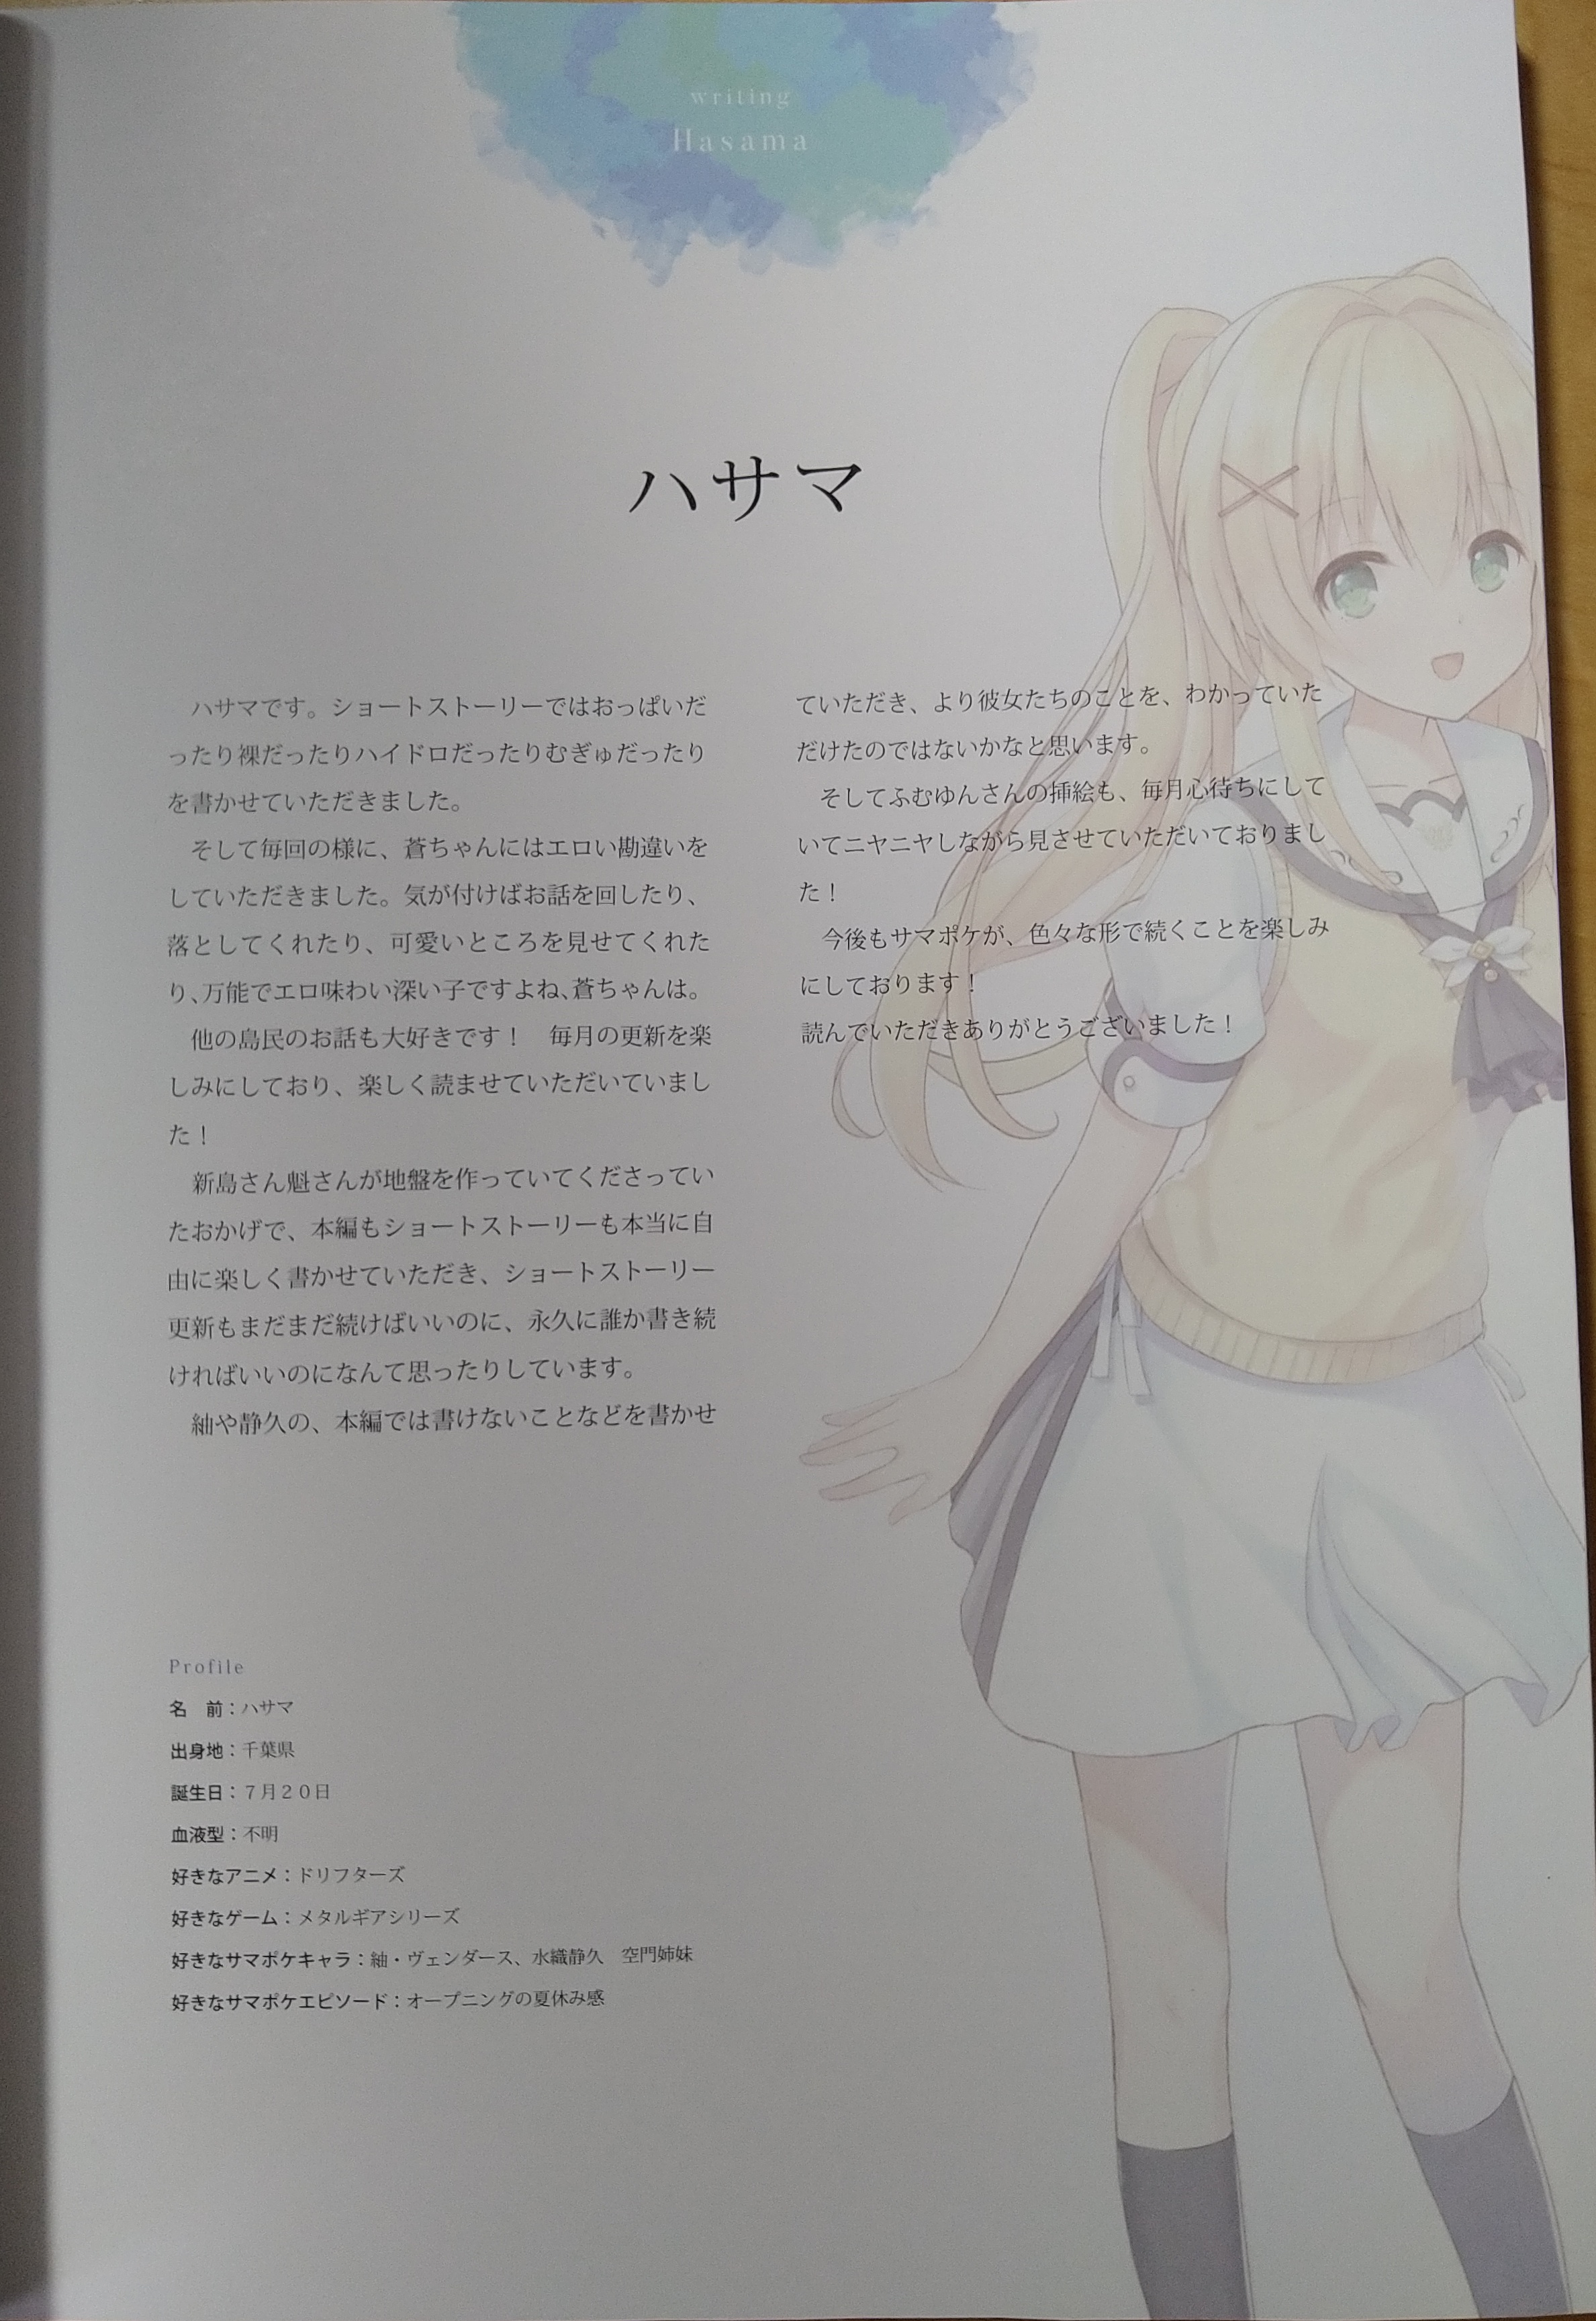 writing
Hasama
ハサマ
ハサマです。ショートストーリーではおっぱいだ
ったり裸だったりハイドロだったりむぎゅだったり
を書かせていただきました。
そして毎回の様に、蒼ちゃんにはエロい勘違いを
していただきました。気が付けばお話を回したり、
落としてくれたり、可愛いところを見せてくれた
り、万能でエロ味わい深い子ですよね、蒼ちゃんは。
他の島民のお話も大好きです！　毎月の更新を楽
しみにしており、楽しく読ませていただいていまし
た！
新島さん魁さんが地盤を作っていてくださってい
たおかげで、本編もショートストーリーも本当に自
由に楽しく書かせていただき、ショートストーリー
更新もまだまだ続けばいいのに、永久に誰か書き続
ければいいのになんて思ったりしています。
紬や静久の、本編では書けないことなどを書かせ
ていただき、より彼女たちのことを、わかっていた
だけたのではないかなと思います。
そしてふむゆんさんの挿絵も、毎月心待ちにして
いてニヤニヤしながら見させていただいておりまし
た！
今後もサマポケが、色々な形で続くことを楽しみ
にしております！
読んでいただきありがとうございました！
Profile
名　前：ハサマ
出身地：千葉県
誕生日：７月２０日
血液型：不明
好きなアニメ：ドリフターズ
好きなゲーム：メタルギアシリーズ
好きなサマポケキャラ：紬・ヴェンダース、水織静久　空門姉妹
好きなサマポケエピソード：オープニングの夏休み感